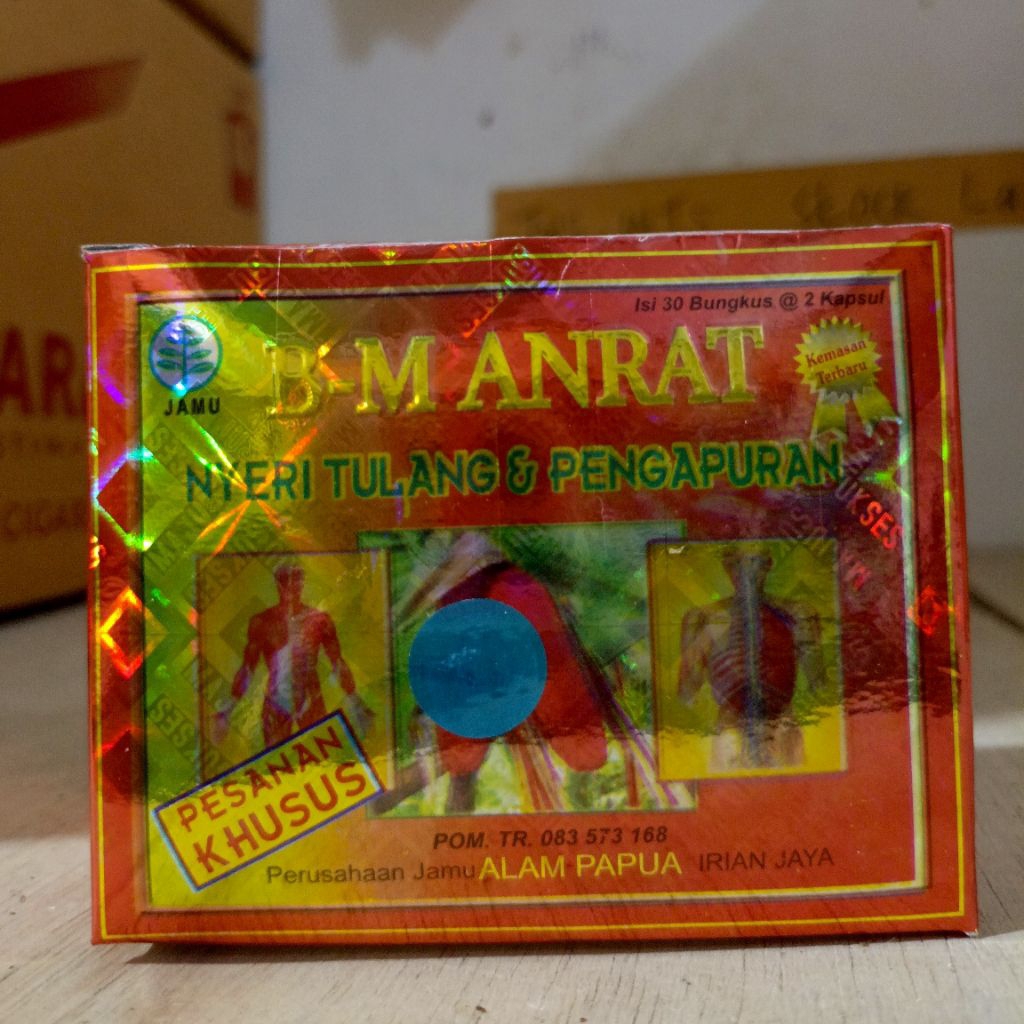 Isi 30 Bungkus @ 2 Kapsul
B-M ANRAT
JAMU
Kemasan
Terbaru
NYERI TULANG & PENGAPURAN
UKSES
PESANAN
KHUSUS
POM. TR. 083 573 168
Perusahaan Jamu ALAM PAPUA IRIAN JAYA